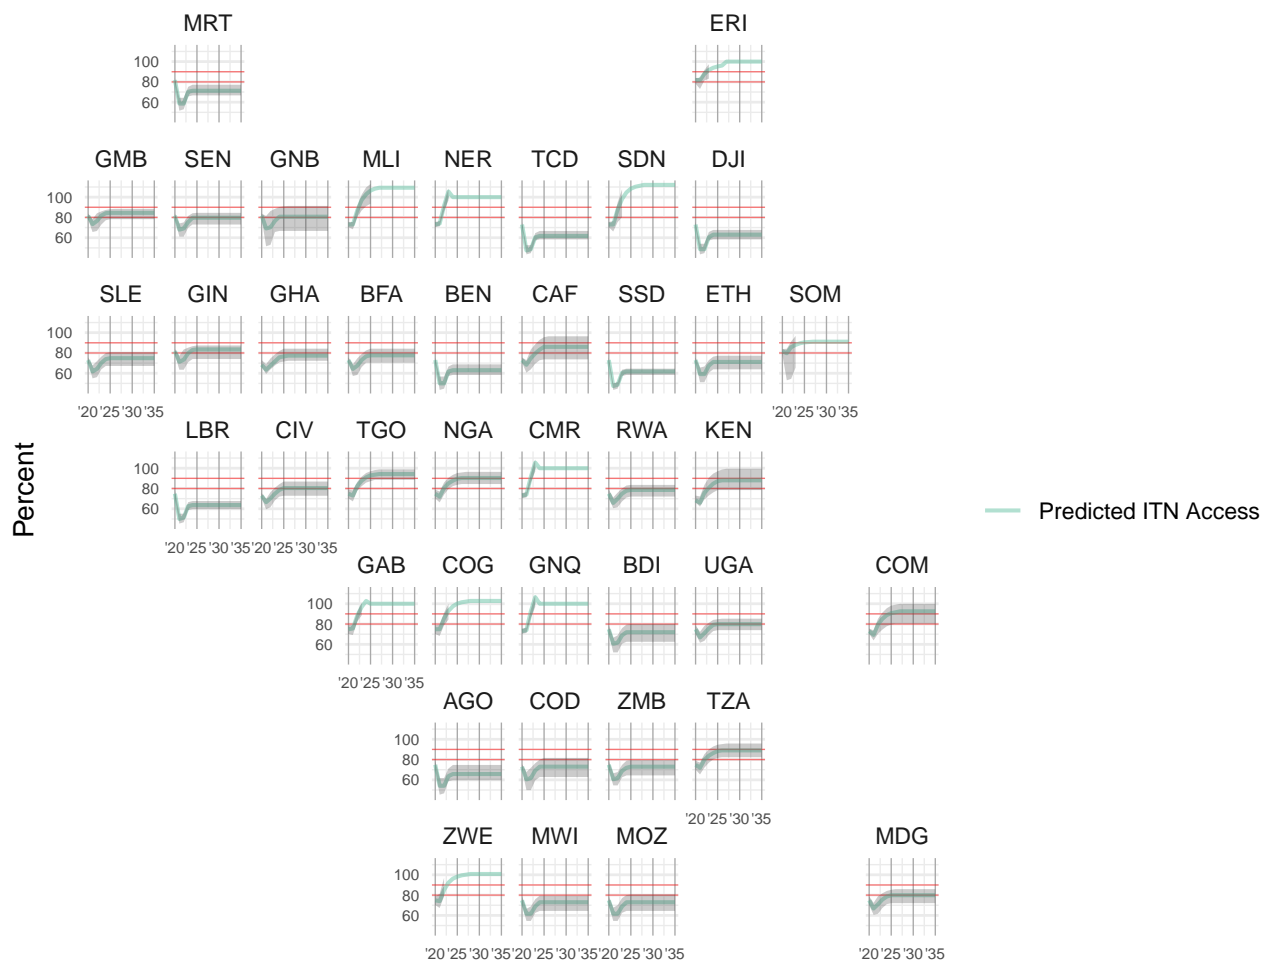 MRT ERI
100
80
60
GMB SEN GNB MLI NER TCD SDN DJI
100
80
60
SLE GIN GHA BFA BEN CAF SSD ETH SOM
100
80
60
'20 '25 '30 '35 '20 '25 '30 '35
LBR CIV TGO NGA CMR RWA KEN
100
80
60
Percent
Predicted ITN Access
'20 '25 '30 '35 '20 '25 '30 '35
GAB COG GNQ BDI UGA COM
100
80
60
'20 '25 '30 '35
AGO COD ZMB TZA
100
80
60
'20 '25 '30 '35
ZWE MWI MOZ MDG
100
80
60
'20 '25 '30 '35 '20 '25 '30 '35 '20 '25 '30 '35 '20 '25 '30 '35